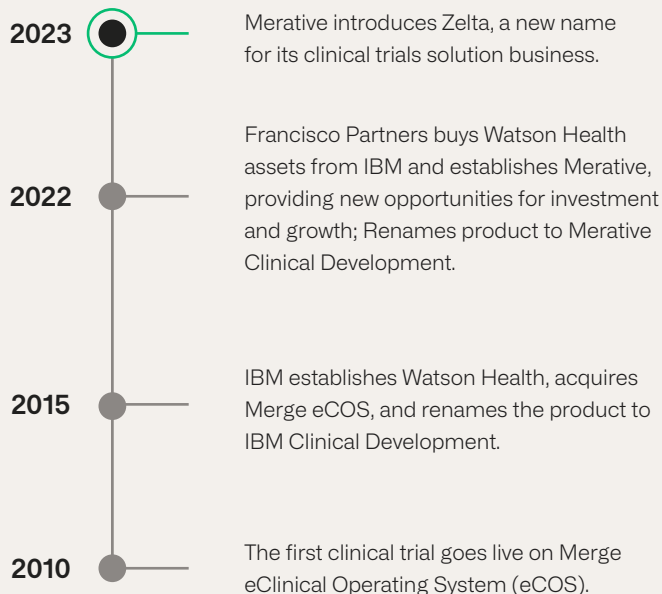 2023
Merative introduces Zelta, a new name
for its clinical trials solution business.
2022
Francisco Partners buys Watson Health
assets from IBM and establishes Merative,
providing new opportunities for investment
and growth; Renames product to Merative
Clinical Development.
2015
IBM establishes Watson Health, acquires
Merge eCOS, and renames the product to
IBM Clinical Development.
2010
The first clinical trial goes live on Merge
eClinical Operating System (eCOS).